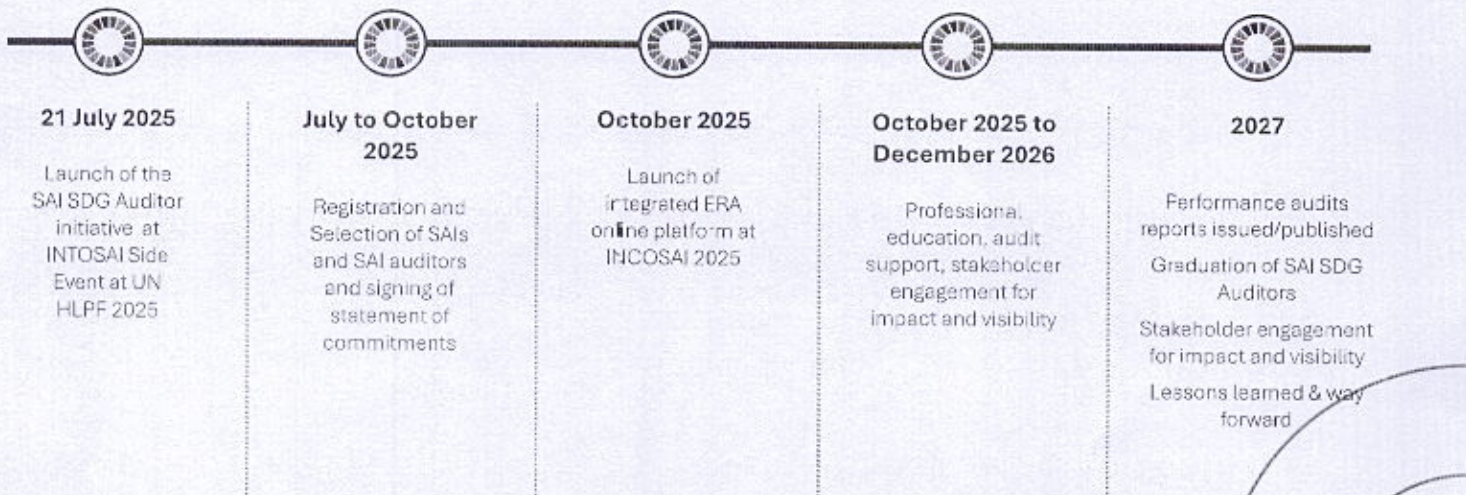 21 July 2025
Launch of the
SAI SDG Auditor
initiative at
INTOSAI Side
Event at UN
HLPF 2025
July to October
2025
Registration and
Selection of SAIs
and SAI auditors
and signing of
statement of
commitments
October 2025
Launch of
integrated ERA
online platform at
INCOSAI 2025
October 2025 to
December 2026
Professional
education, audit
support, stakeholder
engagement for
impact and visibility
2027
Performance audits
reports issued/published
Graduation of SAI SDG
Auditors
Stakeholder engagement
for impact and visibility
Lessons learned & way
forward